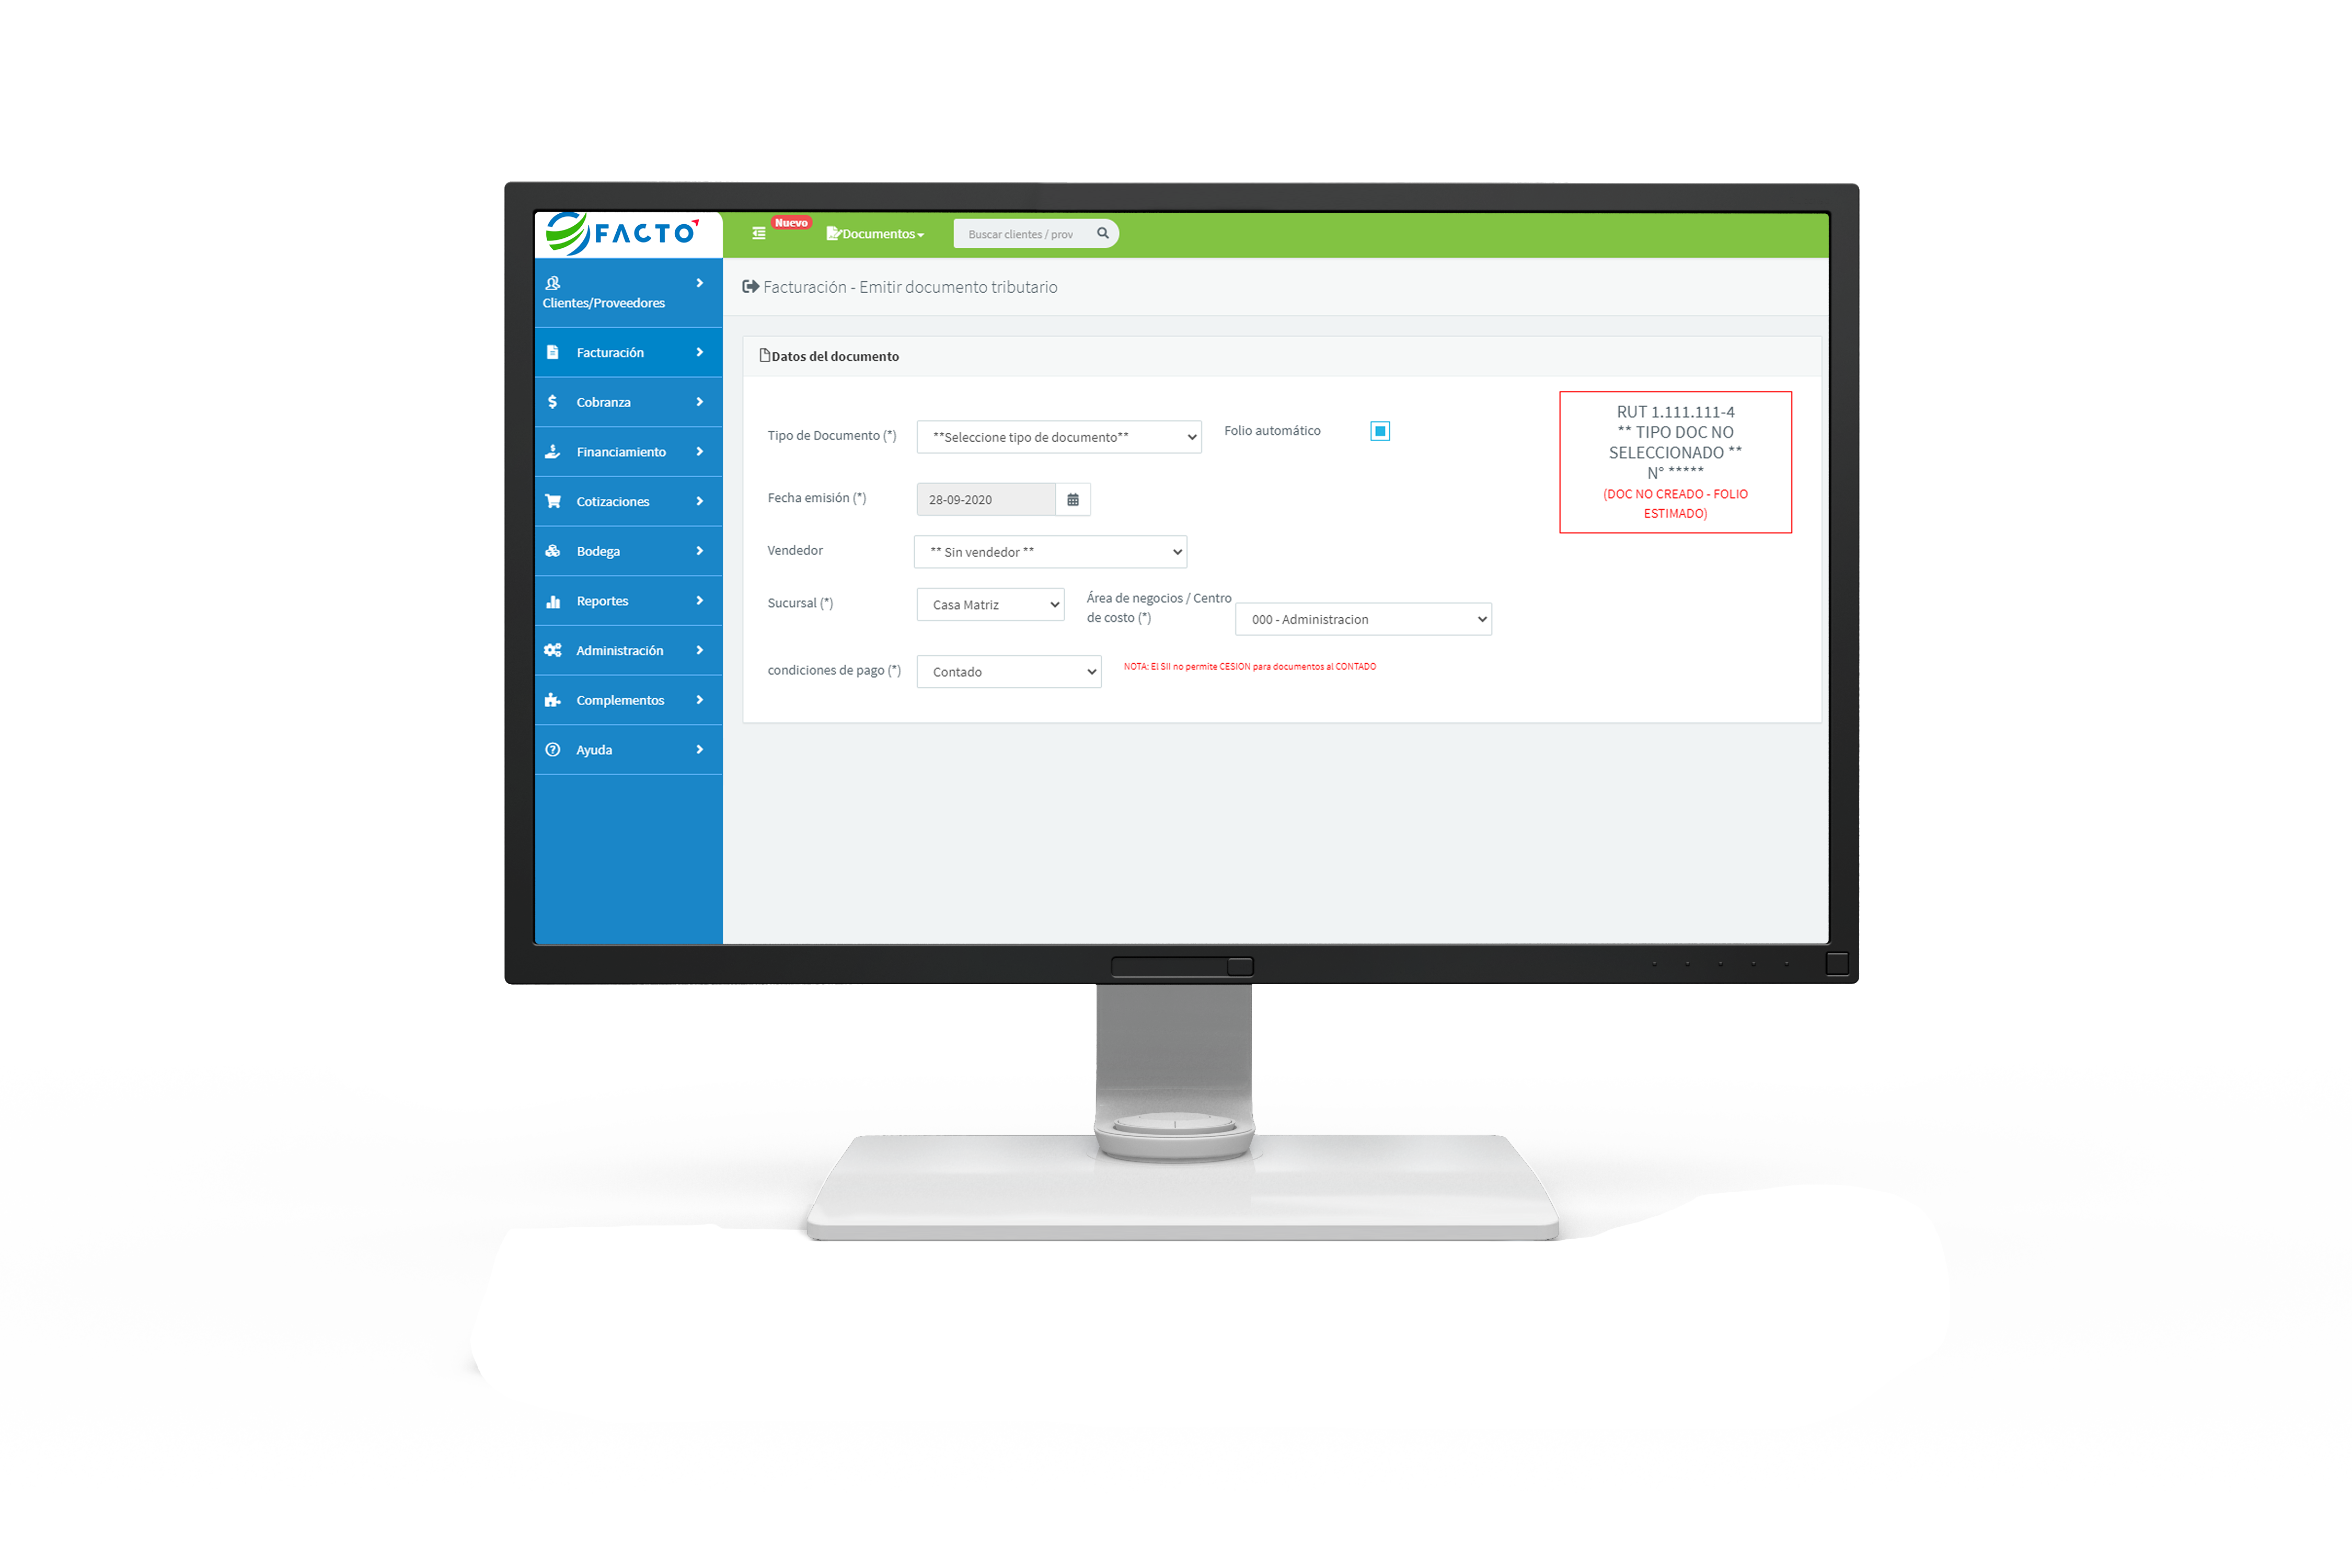 FACTO
Nuevo
Documentos
Buscar clientes / prov
Clientes/Proveedores
Facturación
Cobranza
Financiamiento
Cotizaciones
Bodega
Reportes
Administración
Complementos
Ayuda
Facturación - Emitir documento tributario
Datos del documento
Tipo de Documento (*)
**Seleccione tipo de documento**
Folio automático
Fecha emisión (*)
28-09-2020
Vendedor
** Sin vendedor **
Sucursal (*)
Casa Matriz
Área de negocios / Centro
de costo (*)
000 - Administracion
condiciones de pago (*)
Contado
NOTA: El SII no permite CESION para documentos al CONTADO
RUT 1.111.111-4
** TIPO DOC NO
SELECCIONADO **
N° *****
(DOC NO CREADO - FOLIO
ESTIMADO)